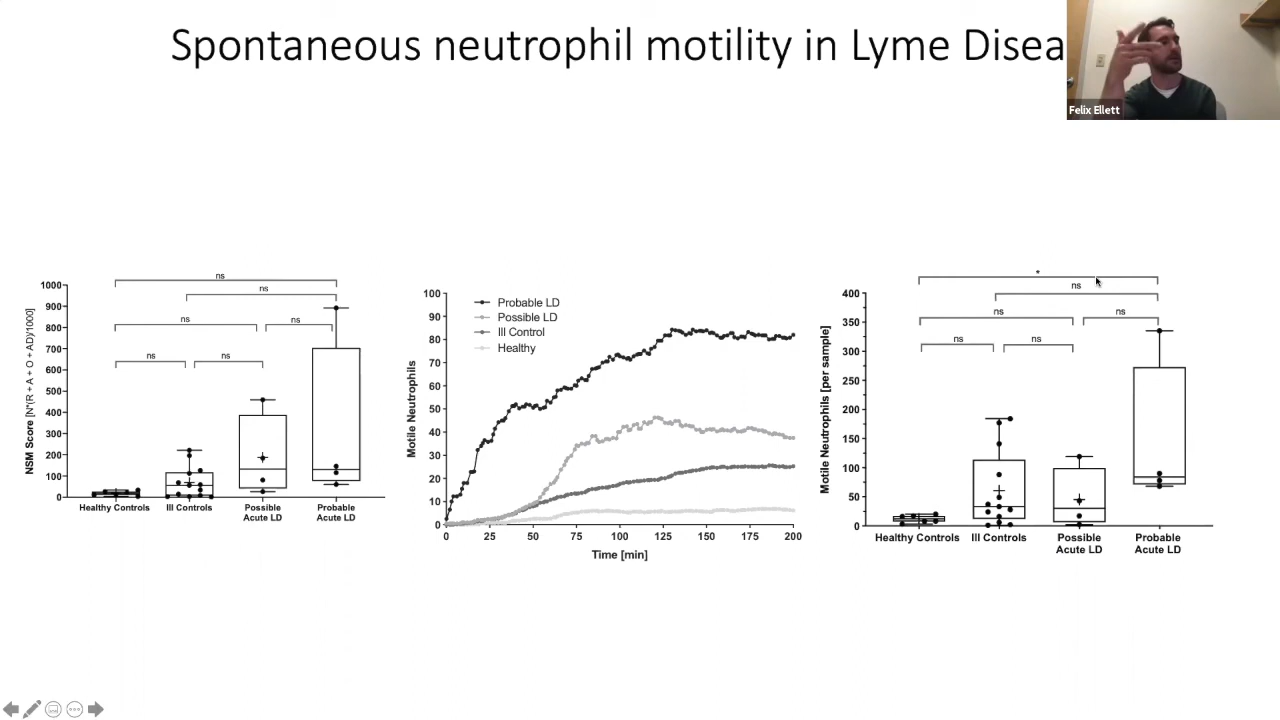 Spontaneous neutrophil motility in Lyme Disea
Felix Ellett
NSM Score [N*(R + A + O + AD)/1000]
1000
900
800
700
600
500
400
300
200
100
0
ns
ns
ns
ns
ns
ns
Healthy Controls
Ill Controls
Possible
Acute LD
Probable
Acute LD
Motile Neutrophils
100
90
80
70
60
50
40
30
20
10
0
Probable LD
Possible LD
Ill Control
Healthy
0
25
50
75
100
125
150
175
200
Time [min]
Motile Neutrophils [per sample]
400
350
300
250
200
150
100
50
0
*
ns
ns
ns
ns
ns
Healthy Controls
Ill Controls
Possible
Acute LD
Probable
Acute LD